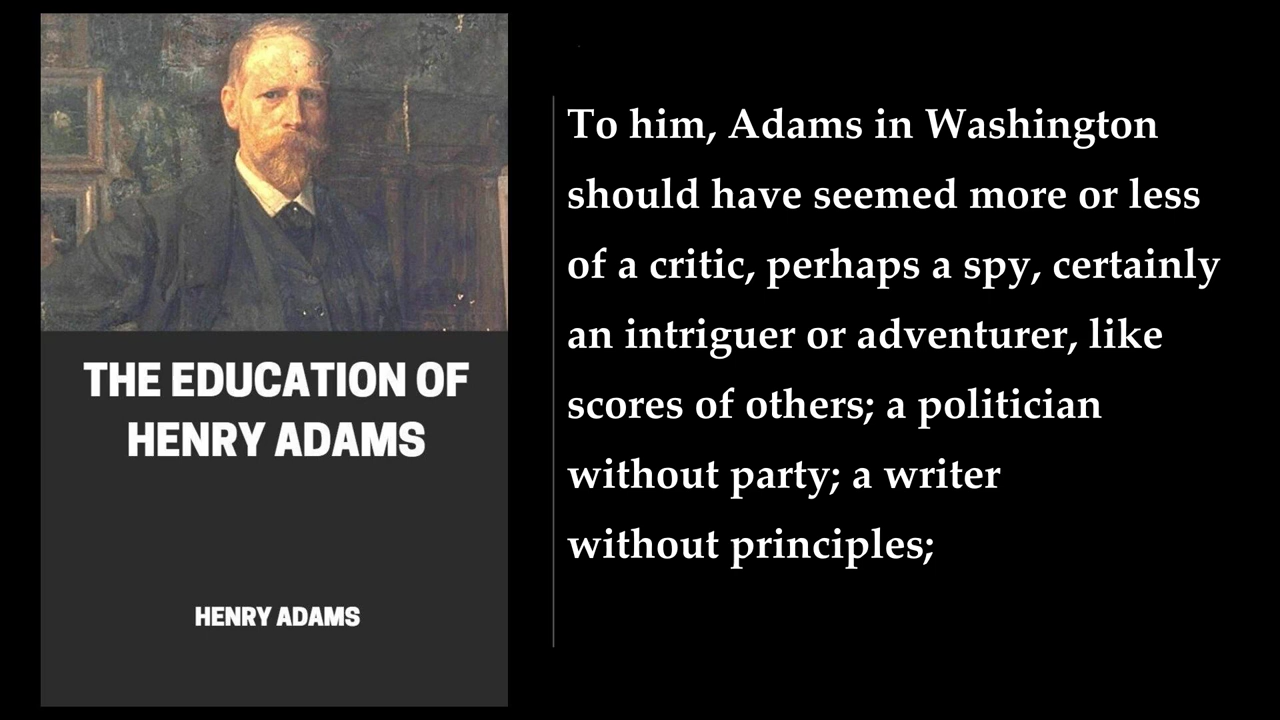 THE EDUCATION OF
HENRY ADAMS
HENRY ADAMS
To him, Adams in Washington
should have seemed more or less
of a critic, perhaps a spy, certainly
an intriguer or adventurer, like
scores of others; a politician
without party; a writer
without principles;